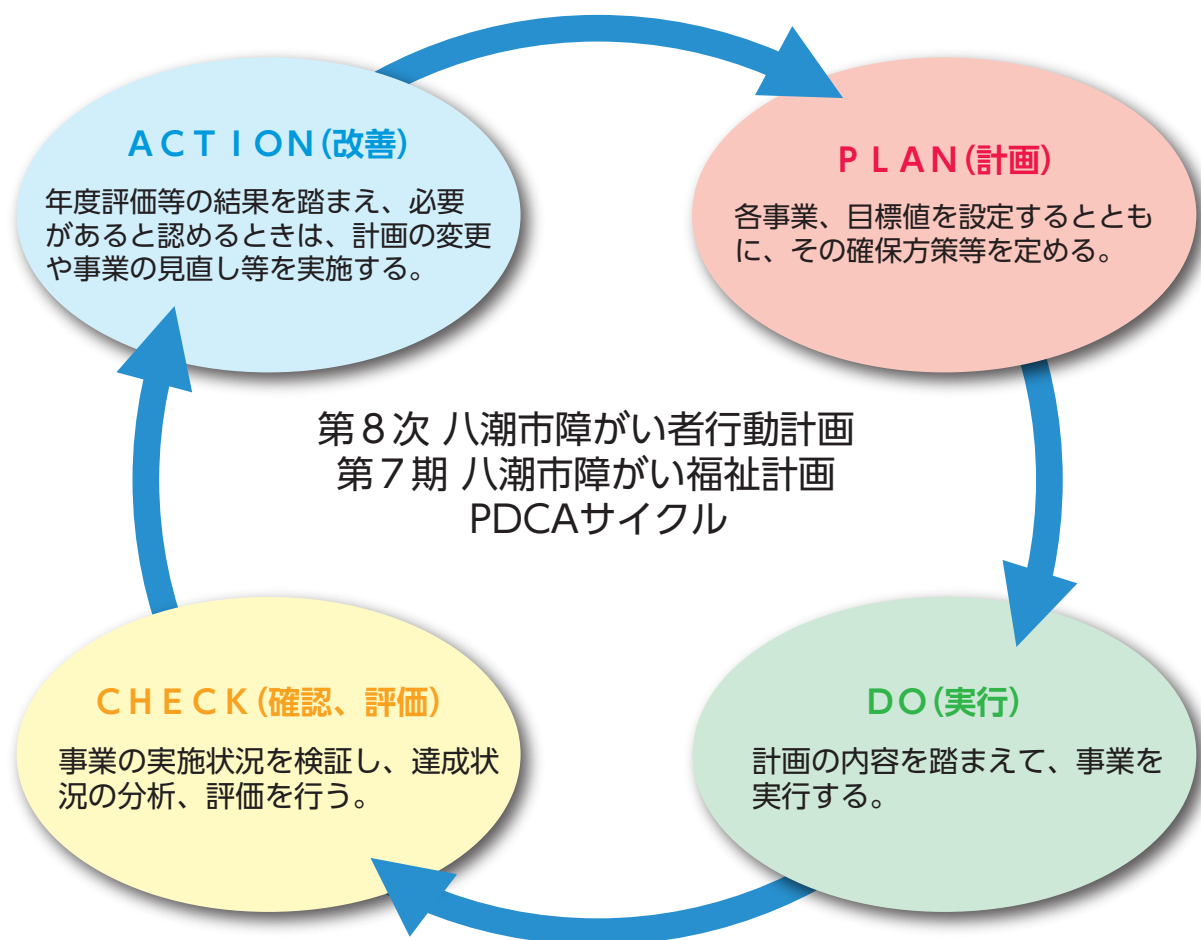 ACTION(改善)
年度評価等の結果を踏まえ、必要
があると認めるときは、計画の変更
や事業の見直し等を実施する。
PLAN(計画)
各事業、目標値を設定するととも
に、その確保方策等を定める。
第8次 八潮市障がい者行動計画
第7期 八潮市障がい福祉計画
PDCAサイクル
CHECK(確認、評価)
事業の実施状況を検証し、達成状
況の分析、評価を行う。
DO(実行)
計画の内容を踏まえて、事業を
実行する。